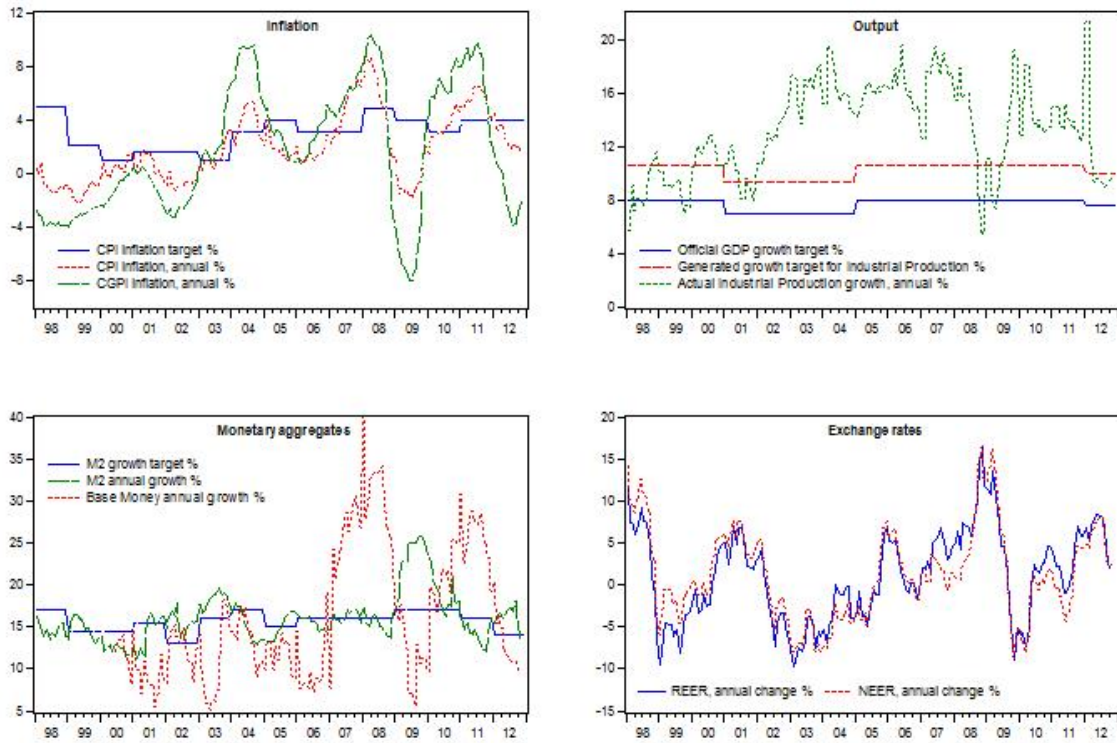 Inflation
12
8
4
0
-4
-8
CPI Inflation target %
CPI Inflation, annual %
CGPI Inflation, annual %
98 99 00 01 02 03 04 05 06 07 08 09 10 11 12
Output
20
16
12
8
4
0
Official GDP growth target %
Generated growth target for Industrial Production %
Actual Industrial Production growth, annual %
98 99 00 01 02 03 04 05 06 07 08 09 10 11 12
Monetary aggregates
40
35
30
25
20
15
10
5
M2 growth target %
M2 annual growth %
Base Money annual growth %
98 99 00 01 02 03 04 05 06 07 08 09 10 11 12
Exchange rates
20
15
10
5
0
-5
-10
-15
REER, annual change % NEER, annual change %
98 99 00 01 02 03 04 05 06 07 08 09 10 11 12